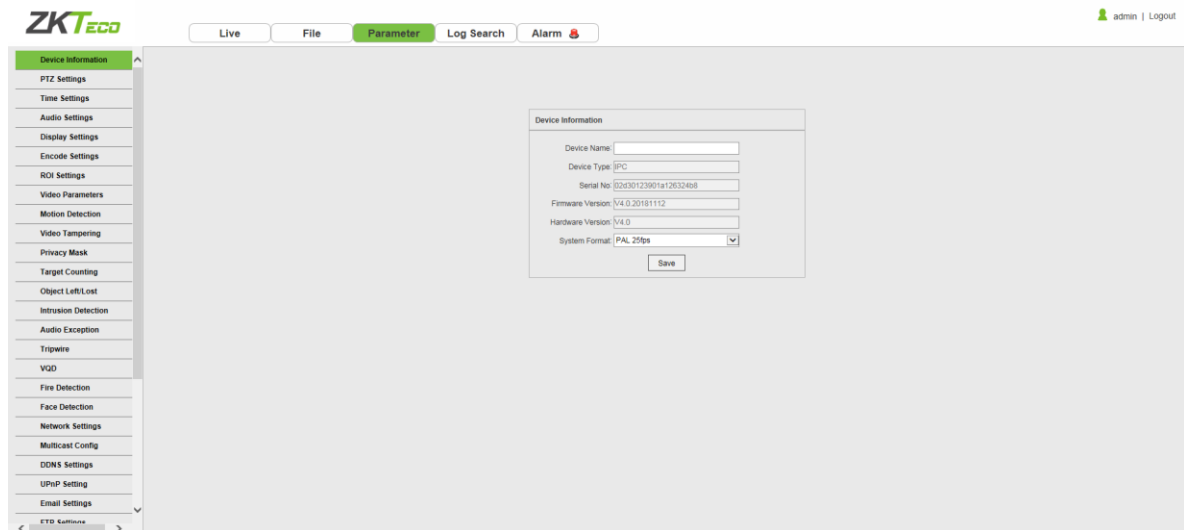 ZKTeco
admin | Logout
Live File Parameter Log Search Alarm
Device Information
PTZ Settings
Time Settings
Audio Settings
Display Settings
Encode Settings
ROI Settings
Video Parameters
Motion Detection
Video Tampering
Privacy Mask
Target Counting
Object Left/Lost
Intrusion Detection
Audio Exception
Tripwire
VQD
Fire Detection
Face Detection
Network Settings
Multicast Config
DDNS Settings
UPnP Setting
Email Settings
FTP Settings
Device Information
Device Name:
Device Type: IPC
Serial No: 02d30123901a126324b8
Firmware Version: V4.0.20181112
Hardware Version: V4.0
System Format: PAL 25fps
Save